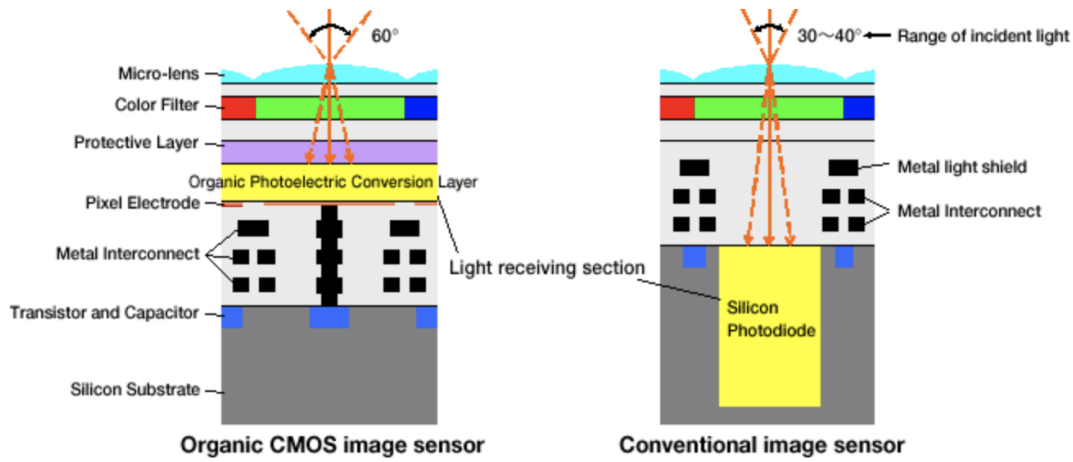 60°
Micro-lens
Color Filter
Protective Layer
Organic Photoelectric Conversion Layer
Pixel Electrode
Metal Interconnect
Transistor and Capacitor
Silicon Substrate
Organic CMOS image sensor
Light receiving section
30～40°
Range of incident light
Metal light shield
Metal Interconnect
Silicon
Photodiode
Conventional image sensor